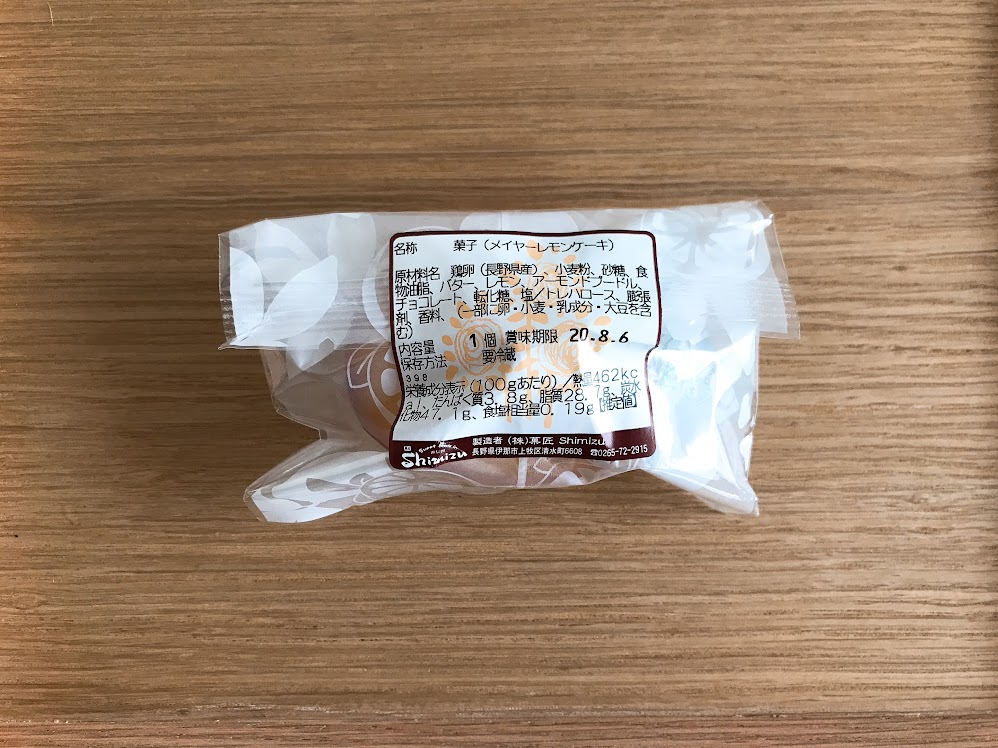 名称 菓子(メイヤーレモンケーキ)
原材料名 鶏卵(長野県産)、小麦粉、砂糖、食
物油脂、バター、レモン、アーモンドプードル、
チョコレート、転化糖、塩/トレハロース、膨張
剤、香料、(一部に卵・小麦・乳成分・大豆を含
む)
内容量 1個 賞味期限 20.8.6
保存方法 要冷蔵
398
栄養成分表示(100gあたり)/熱量462kc
al、たんぱく質3.8g、脂質28.7g、炭水
化物47.1g、食塩相当量0.19g【推定値】
Shimizu
製造者(株)菓匠 Shimizu
長野県伊那市上牧区清水町6608 ☎0265-72-2915